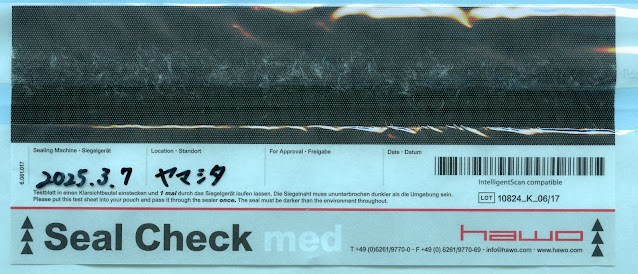 Sealing Machine · Siegelgerät
Location · Standort
For Approval · Freigabe
Date · Datum
2025.3.7
ヤマシタ
6.661.017
Testblatt in einen Klarsichtbeutel einstecken und 1 mal durch das Siegelgerät laufen lassen. Die Siegelnaht muss ununterbrochen dunkler als die Umgebung sein.
Please put this test sheet into your pouch and pass it through the sealer once. The seal must be darker than the environment throughout.
IntelligentScan compatible
LOT 10824_K_06/17
Seal Check med
hawo
T +49 (0)6261/9770-0 · F +49 (0) 6261/9770-69 · info@hawo.com · www.hawo.com